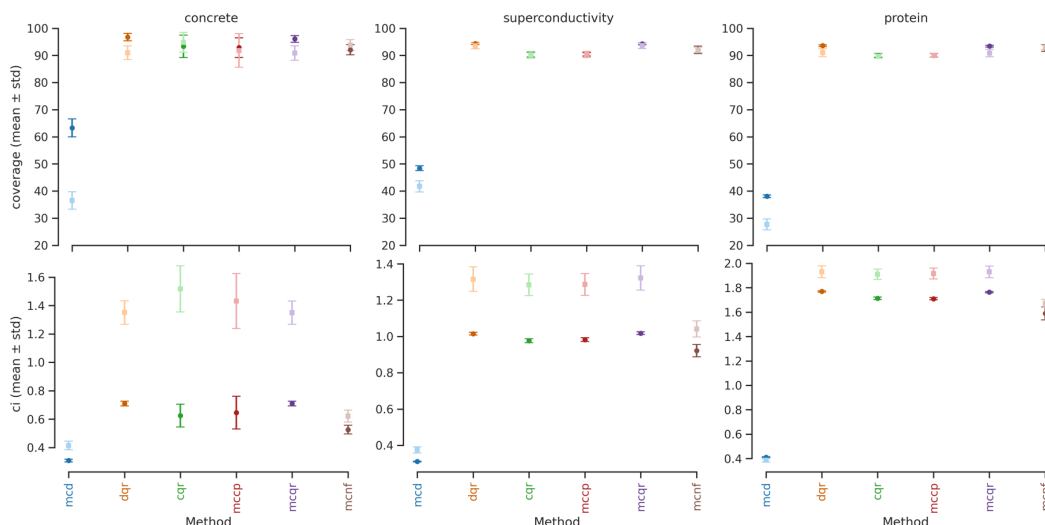 concrete
superconductivity
protein
coverage (mean ± std)
100
90
80
70
60
50
40
30
20
100
90
80
70
60
50
40
30
20
100
90
80
70
60
50
40
30
20
ci (mean ± std)
1.6
1.4
1.2
1.0
0.8
0.6
0.4
1.4
1.2
1.0
0.8
0.6
0.4
2.0
1.8
1.6
1.4
1.2
1.0
0.8
0.6
0.4
mcd
dqr
cqr
mccp
mcqr
mcnf
mcd
dqr
cqr
mccp
mcqr
mcnf
mcd
dqr
cqr
mccp
mcqr
mcnf
Method
Method
Method